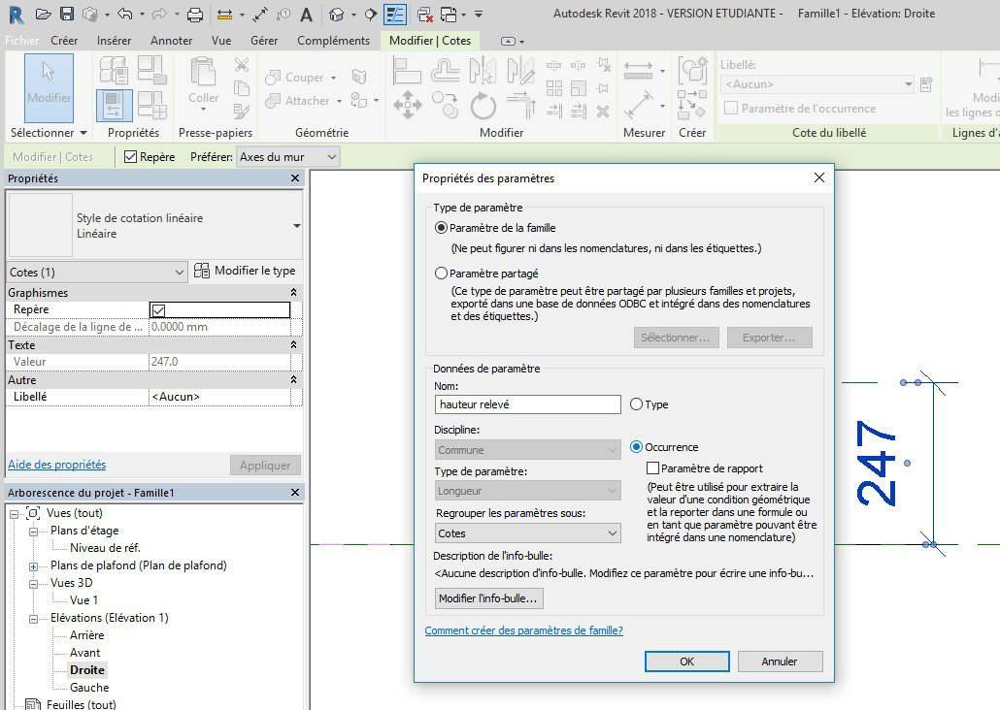 Autodesk Revit 2018 - VERSION ETUDIANTE - Famille1 - Elévation: Droite
Fichier Créer Insérer Annoter Vue Gérer Compléments Modifier | Cotes
Modifier
Sélectionner
Propriétés
Coller
Presse-papiers
Couper
Attacher
Géométrie
Modifier
Mesurer
Créer
Libellé:
<Aucun>
Paramètre de l'occurrence
Cote du libellé
Modi
les lignes d
Lignes d'a
Modifier | Cotes
Repère Préférer: Axes du mur
Propriétés
Style de cotation linéaire
Linéaire
Cotes (1) Modifier le type
Graphismes
Repère
Décalage de la ligne de ... 0.0000 mm
Texte
Valeur 247.0
Autre
Libellé <Aucun>
Aide des propriétés Appliquer
Arborescence du projet - Famille1
Vues (tout)
Plans d'étage
Niveau de réf.
Plans de plafond (Plan de plafond)
Vues 3D
Vue 1
Elévations (Elévation 1)
Arrière
Avant
Droite
Gauche
Feuilles (tout)
Propriétés des paramètres
Type de paramètre
Paramètre de la famille
(Ne peut figurer ni dans les nomenclatures, ni dans les étiquettes.)
Paramètre partagé
(Ce type de paramètre peut être partagé par plusieurs familles et projets,
exporté dans une base de données ODBC et intégré dans des nomenclatures
et des étiquettes.)
Sélectionner... Exporter...
Données de paramètre
Nom:
hauteur relevé
Type
Discipline:
Commune
Occurrence
Type de paramètre:
Longueur
Regrouper les paramètres sous:
Cotes
Paramètre de rapport
(Peut être utilisé pour extraire la
valeur d'une condition géométrique
et la reporter dans une formule ou
en tant que paramètre pouvant être
intégré dans une nomenclature)
Description de l'info-bulle:
<Aucune description d'info-bulle. Modifiez ce paramètre pour écrire une info-bu...
Modifier l'info-bulle...
Comment créer des paramètres de famille?
OK Annuler
247